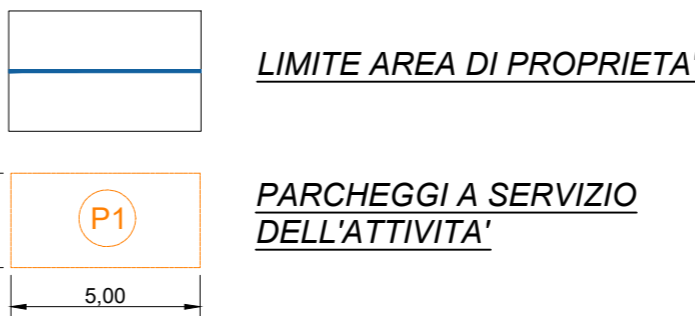 LIMITE AREA DI PROPRIETA'
P1
PARCHEGGI A SERVIZIO
DELL'ATTIVITA'
5,00